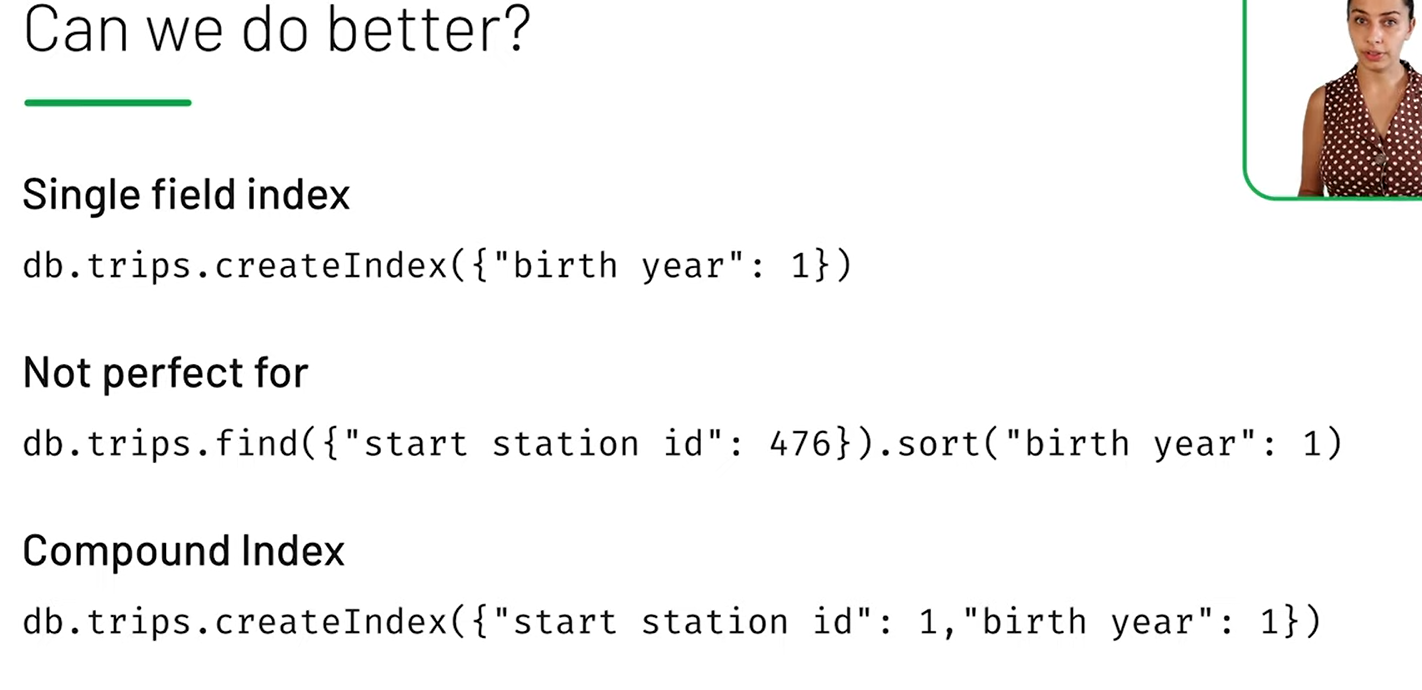 Can we do better?
Single field index
db.trips.createIndex({"birth year": 1})
Not perfect for
db.trips.find({"start station id": 476}).sort("birth year": 1)
Compound Index
db.trips.createIndex({"start station id": 1,"birth year": 1})